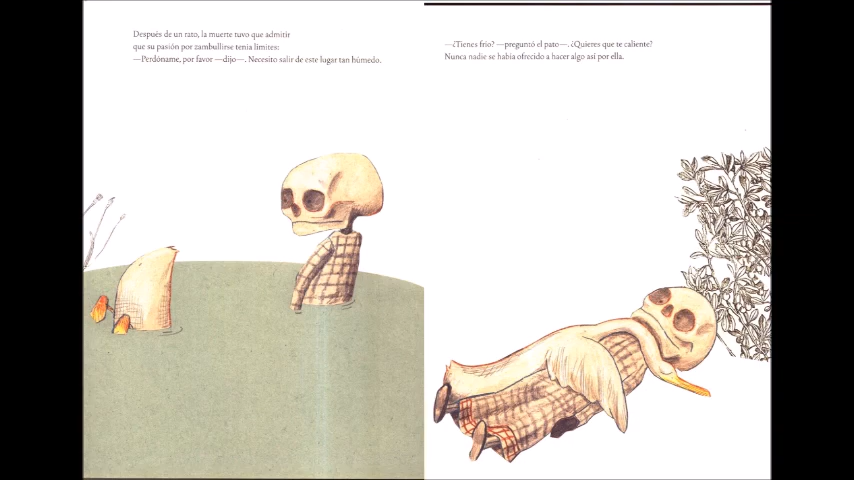 Después de un rato, la muerte tuvo que admitir
que su pasión por zambullirse tenía límites:
—Perdóname, por favor —dijo—. Necesito salir de este lugar tan húmedo.
—¿Tienes frío? —preguntó el pato—. ¿Quieres que te caliente?
Nunca nadie se había ofrecido a hacer algo así por ella.